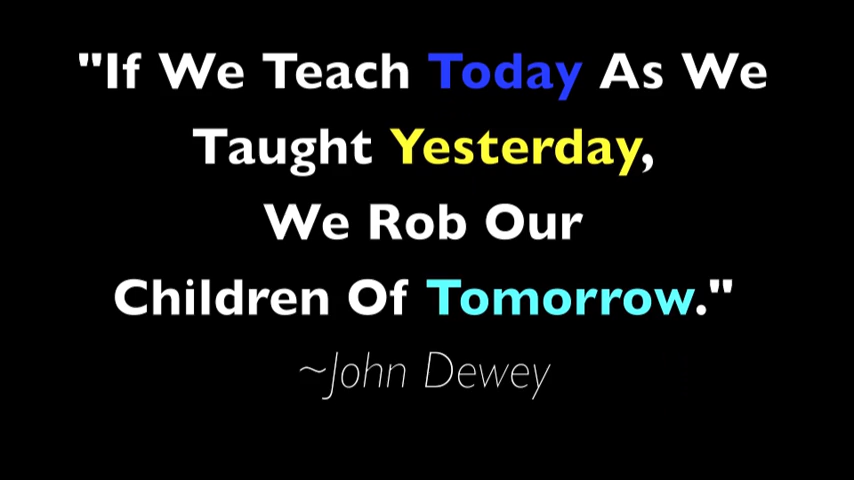 "If We Teach Today As We
Taught Yesterday,
We Rob Our
Children Of Tomorrow."
~John Dewey